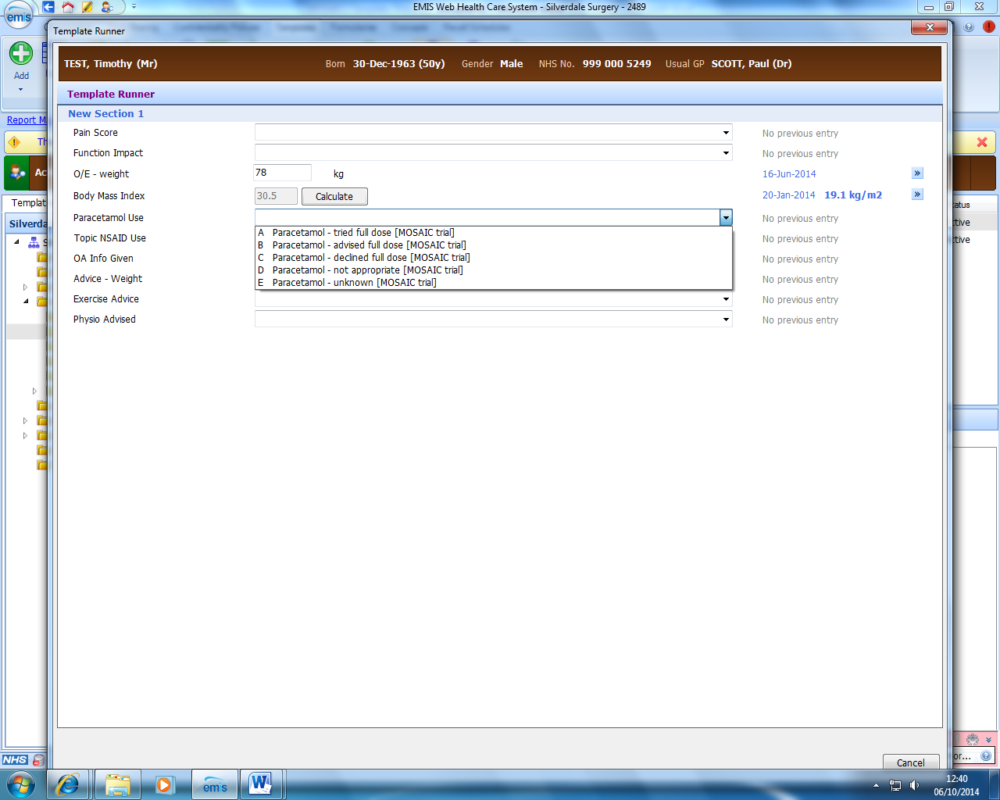 EMIS Web Health Care System - Silverdale Surgery - 2489
emis
Template Runner
Add
Report M
Th
Ac
Templat
Silverda
S
TEST, Timothy (Mr) Born 30-Dec-1963 (50y) Gender Male NHS No. 999 000 5249 Usual GP SCOTT, Paul (Dr)
Template Runner
New Section 1
Pain Score No previous entry
Function Impact No previous entry
O/E - weight 78 kg 16-Jun-2014 »
Body Mass Index 30.5 Calculate 20-Jan-2014 19.1 kg/m2 »
Paracetamol Use No previous entry
A Paracetamol - tried full dose [MOSAIC trial]
B Paracetamol - advised full dose [MOSAIC trial]
C Paracetamol - declined full dose [MOSAIC trial]
D Paracetamol - not appropriate [MOSAIC trial]
E Paracetamol - unknown [MOSAIC trial]
Topic NSAID Use No previous entry
OA Info Given No previous entry
Advice - Weight No previous entry
Exercise Advice No previous entry
Physio Advised No previous entry
tatus
ctive
ctive
or...
Cancel
NHS
emis
12:40
06/10/2014